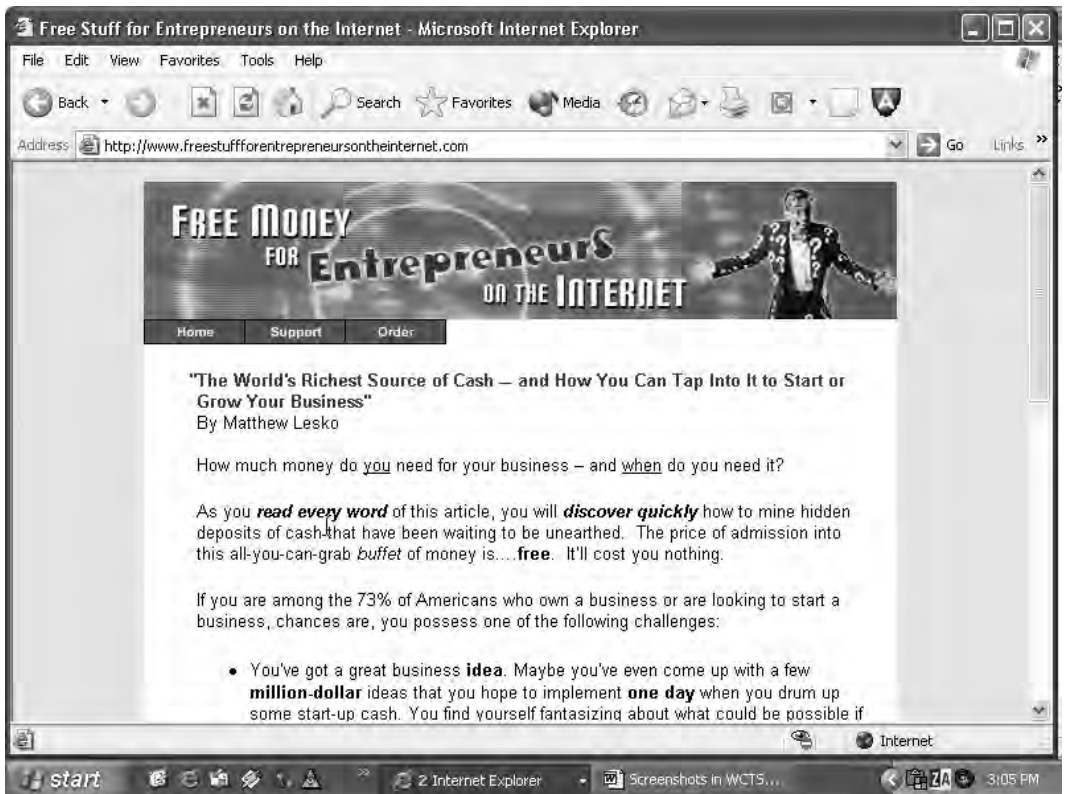 Free Stuff for Entrepreneurs on the Internet - Microsoft Internet Explorer
File Edit View Favorites Tools Help
Back Search Favorites Media
Address http://www.freestuffforentrepreneursontheinternet.com Go Links »
FREE MONEY
FOR Entrepreneurs
ON THE INTERNET
Home Support Order
"The World's Richest Source of Cash – and How You Can Tap Into It to Start or
Grow Your Business"
By Matthew Lesko
How much money do you need for your business – and when do you need it?
As you read every word of this article, you will discover quickly how to mine hidden
deposits of cash that have been waiting to be unearthed. The price of admission into
this all-you-can-grab buffet of money is....free. It'll cost you nothing.
If you are among the 73% of Americans who own a business or are looking to start a
business, chances are, you possess one of the following challenges:
• You've got a great business idea. Maybe you've even come up with a few
million-dollar ideas that you hope to implement one day when you drum up
some start-up cash. You find yourself fantasizing about what could be possible if
Internet
start » 2 Internet Explorer Screenshots in WCTS.... ZA 3:05 PM